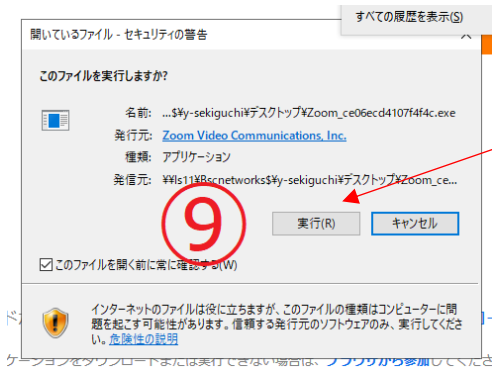 すべての履歴を表示(S)
開いているファイル - セキュリティの警告
このファイルを実行しますか?
名前: ...$¥y-sekiguchi¥デスクトップ¥Zoom_ce06ecd4107f4f4c.exe
発行元: Zoom Video Communications, Inc.
種類: アプリケーション
発信元: ¥¥ls11¥Bscnetworks$¥y-sekiguchi¥デスクトップ¥Zoom_ce...
⑨
実行(R) キャンセル
このファイルを開く前に常に確認する(W)
インターネットのファイルは役に立ちますが、このファイルの種類はコンピューターに問
題を起こす可能性があります。信頼する発行元のソフトウェアのみ、実行してくださ
い。危険性の説明
ケーションをダウンロードまたは実行できない場合は、ブラウザから参加してくださ